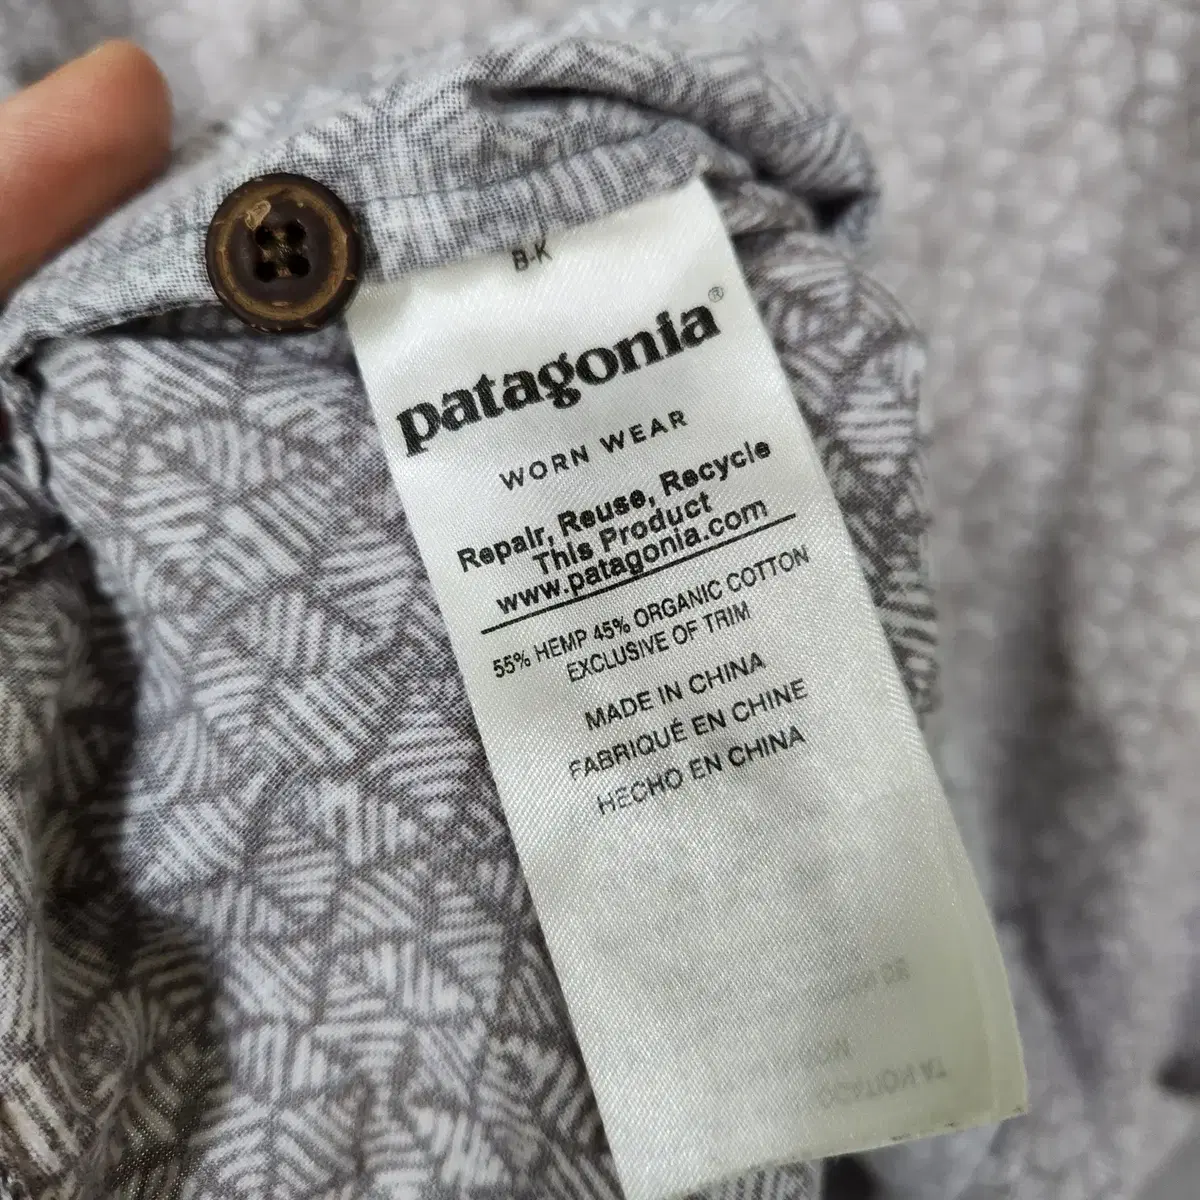 B-K
patagonia®
WORN WEAR
Repair, Reuse, Recycle
This Product
www.patagonia.com
55% HEMP 45% ORGANIC COTTON
EXCLUSIVE OF TRIM
MADE IN CHINA
FABRIQUÉ EN CHINE
HECHO EN CHINA